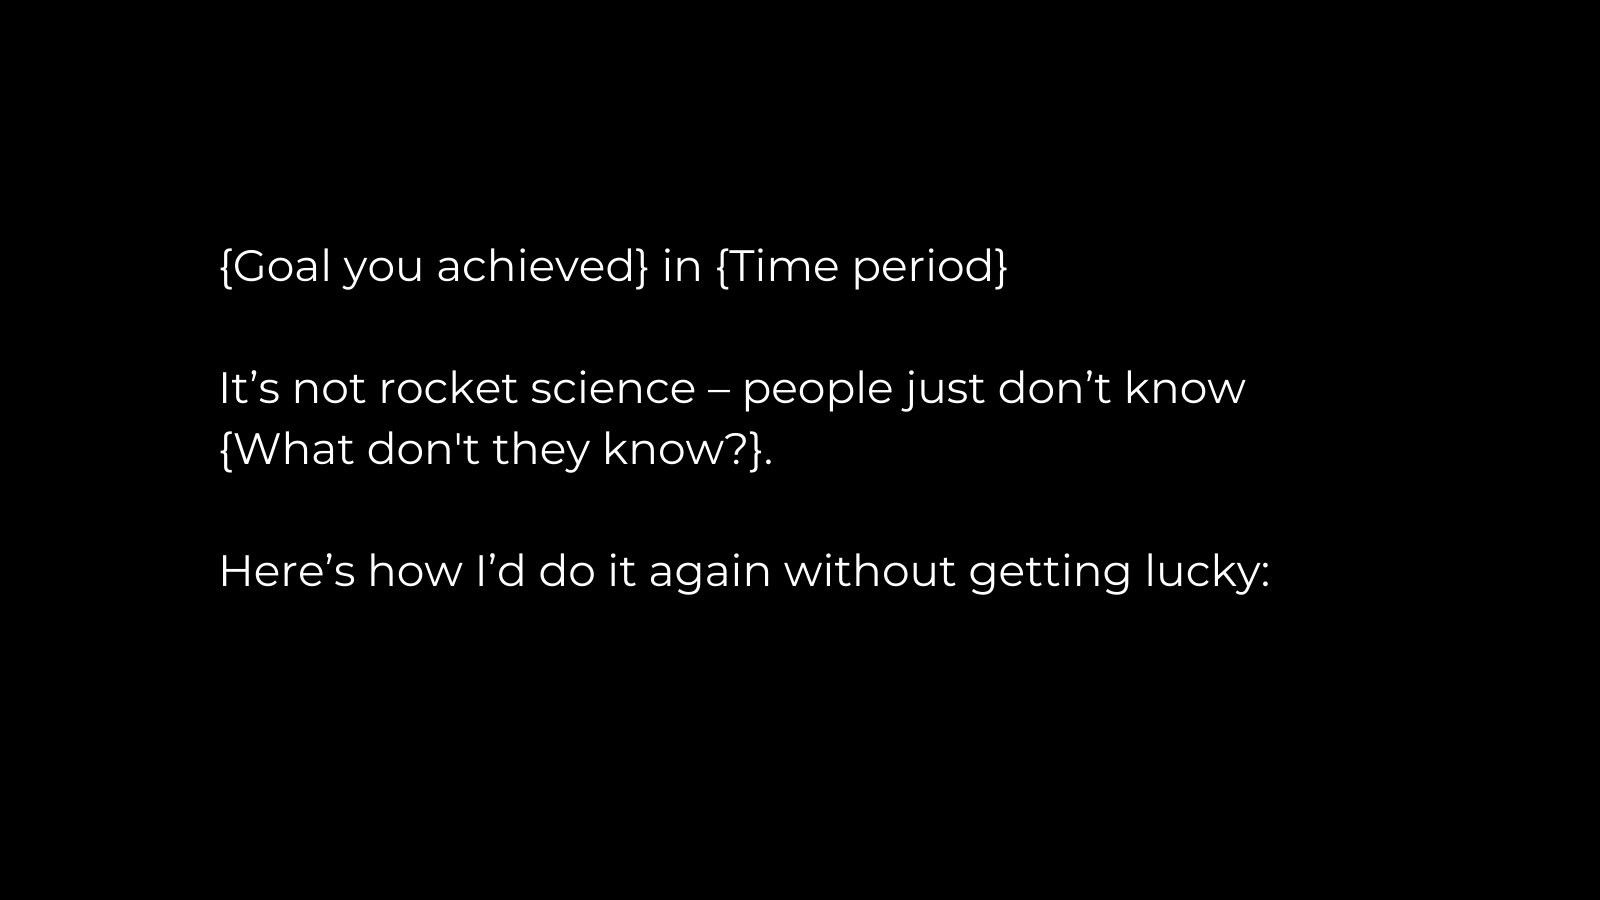 {Goal you achieved} in {Time period}
It’s not rocket science – people just don’t know
{What don't they know?}.
Here’s how I’d do it again without getting lucky: